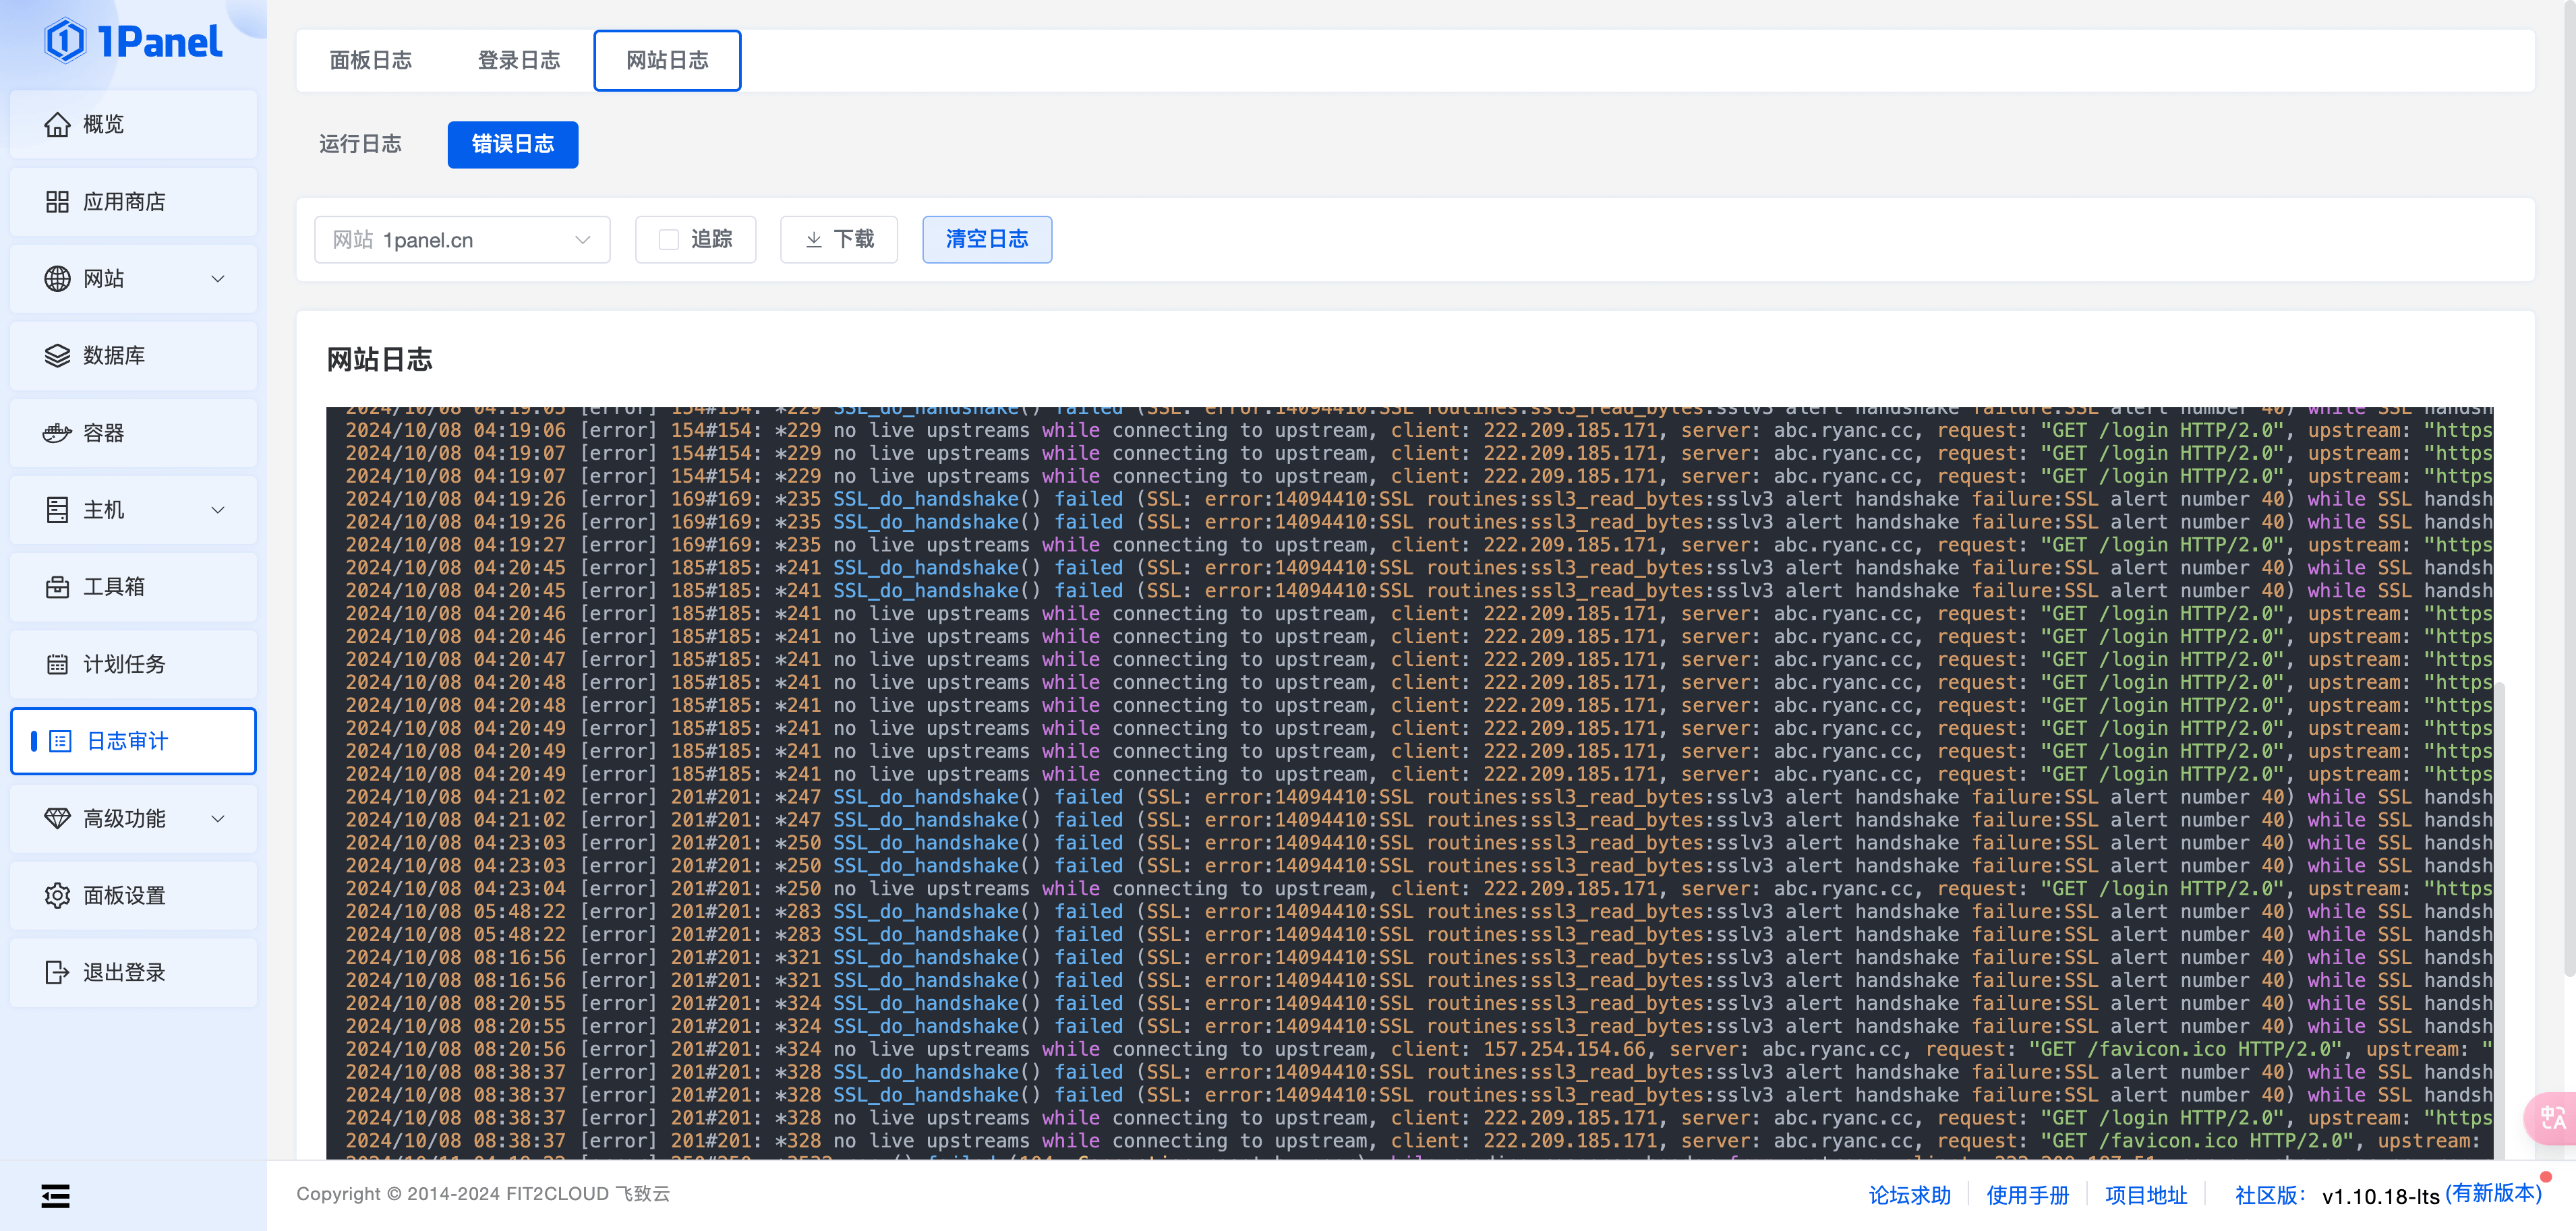 1Panel
概览
应用商店
网站
数据库
容器
主机
工具箱
计划任务
日志审计
高级功能
面板设置
退出登录
面板日志 登录日志 网站日志
运行日志 错误日志
网站 1panel.cn 追踪 下载 清空日志
网站日志
2024/10/08 04:19:05 [error] 154#154: *229 SSL_do_handshake() failed (SSL: error:14094410:SSL routines:ssl3_read_bytes:sslv3 alert handshake failure:SSL alert number 40) while SSL handsh
2024/10/08 04:19:06 [error] 154#154: *229 no live upstreams while connecting to upstream, client: 222.209.185.171, server: abc.ryanc.cc, request: "GET /login HTTP/2.0", upstream: "https
2024/10/08 04:19:07 [error] 154#154: *229 no live upstreams while connecting to upstream, client: 222.209.185.171, server: abc.ryanc.cc, request: "GET /login HTTP/2.0", upstream: "https
2024/10/08 04:19:07 [error] 154#154: *229 no live upstreams while connecting to upstream, client: 222.209.185.171, server: abc.ryanc.cc, request: "GET /login HTTP/2.0", upstream: "https
2024/10/08 04:19:26 [error] 169#169: *235 SSL_do_handshake() failed (SSL: error:14094410:SSL routines:ssl3_read_bytes:sslv3 alert handshake failure:SSL alert number 40) while SSL handsh
2024/10/08 04:19:26 [error] 169#169: *235 SSL_do_handshake() failed (SSL: error:14094410:SSL routines:ssl3_read_bytes:sslv3 alert handshake failure:SSL alert number 40) while SSL handsh
2024/10/08 04:19:27 [error] 169#169: *235 no live upstreams while connecting to upstream, client: 222.209.185.171, server: abc.ryanc.cc, request: "GET /login HTTP/2.0", upstream: "https
2024/10/08 04:20:45 [error] 185#185: *241 SSL_do_handshake() failed (SSL: error:14094410:SSL routines:ssl3_read_bytes:sslv3 alert handshake failure:SSL alert number 40) while SSL handsh
2024/10/08 04:20:45 [error] 185#185: *241 SSL_do_handshake() failed (SSL: error:14094410:SSL routines:ssl3_read_bytes:sslv3 alert handshake failure:SSL alert number 40) while SSL handsh
2024/10/08 04:20:46 [error] 185#185: *241 no live upstreams while connecting to upstream, client: 222.209.185.171, server: abc.ryanc.cc, request: "GET /login HTTP/2.0", upstream: "https
2024/10/08 04:20:46 [error] 185#185: *241 no live upstreams while connecting to upstream, client: 222.209.185.171, server: abc.ryanc.cc, request: "GET /login HTTP/2.0", upstream: "https
2024/10/08 04:20:47 [error] 185#185: *241 no live upstreams while connecting to upstream, client: 222.209.185.171, server: abc.ryanc.cc, request: "GET /login HTTP/2.0", upstream: "https
2024/10/08 04:20:48 [error] 185#185: *241 no live upstreams while connecting to upstream, client: 222.209.185.171, server: abc.ryanc.cc, request: "GET /login HTTP/2.0", upstream: "https
2024/10/08 04:20:48 [error] 185#185: *241 no live upstreams while connecting to upstream, client: 222.209.185.171, server: abc.ryanc.cc, request: "GET /login HTTP/2.0", upstream: "https
2024/10/08 04:20:49 [error] 185#185: *241 no live upstreams while connecting to upstream, client: 222.209.185.171, server: abc.ryanc.cc, request: "GET /login HTTP/2.0", upstream: "https
2024/10/08 04:20:49 [error] 185#185: *241 no live upstreams while connecting to upstream, client: 222.209.185.171, server: abc.ryanc.cc, request: "GET /login HTTP/2.0", upstream: "https
2024/10/08 04:20:49 [error] 185#185: *241 no live upstreams while connecting to upstream, client: 222.209.185.171, server: abc.ryanc.cc, request: "GET /login HTTP/2.0", upstream: "https
2024/10/08 04:21:02 [error] 201#201: *247 SSL_do_handshake() failed (SSL: error:14094410:SSL routines:ssl3_read_bytes:sslv3 alert handshake failure:SSL alert number 40) while SSL handsh
2024/10/08 04:21:02 [error] 201#201: *247 SSL_do_handshake() failed (SSL: error:14094410:SSL routines:ssl3_read_bytes:sslv3 alert handshake failure:SSL alert number 40) while SSL handsh
2024/10/08 04:23:03 [error] 201#201: *250 SSL_do_handshake() failed (SSL: error:14094410:SSL routines:ssl3_read_bytes:sslv3 alert handshake failure:SSL alert number 40) while SSL handsh
2024/10/08 04:23:03 [error] 201#201: *250 SSL_do_handshake() failed (SSL: error:14094410:SSL routines:ssl3_read_bytes:sslv3 alert handshake failure:SSL alert number 40) while SSL handsh
2024/10/08 04:23:04 [error] 201#201: *250 no live upstreams while connecting to upstream, client: 222.209.185.171, server: abc.ryanc.cc, request: "GET /login HTTP/2.0", upstream: "https
2024/10/08 05:48:22 [error] 201#201: *283 SSL_do_handshake() failed (SSL: error:14094410:SSL routines:ssl3_read_bytes:sslv3 alert handshake failure:SSL alert number 40) while SSL handsh
2024/10/08 05:48:22 [error] 201#201: *283 SSL_do_handshake() failed (SSL: error:14094410:SSL routines:ssl3_read_bytes:sslv3 alert handshake failure:SSL alert number 40) while SSL handsh
2024/10/08 08:16:56 [error] 201#201: *321 SSL_do_handshake() failed (SSL: error:14094410:SSL routines:ssl3_read_bytes:sslv3 alert handshake failure:SSL alert number 40) while SSL handsh
2024/10/08 08:16:56 [error] 201#201: *321 SSL_do_handshake() failed (SSL: error:14094410:SSL routines:ssl3_read_bytes:sslv3 alert handshake failure:SSL alert number 40) while SSL handsh
2024/10/08 08:20:55 [error] 201#201: *324 SSL_do_handshake() failed (SSL: error:14094410:SSL routines:ssl3_read_bytes:sslv3 alert handshake failure:SSL alert number 40) while SSL handsh
2024/10/08 08:20:55 [error] 201#201: *324 SSL_do_handshake() failed (SSL: error:14094410:SSL routines:ssl3_read_bytes:sslv3 alert handshake failure:SSL alert number 40) while SSL handsh
2024/10/08 08:20:56 [error] 201#201: *324 no live upstreams while connecting to upstream, client: 157.254.154.66, server: abc.ryanc.cc, request: "GET /favicon.ico HTTP/2.0", upstream: "
2024/10/08 08:38:37 [error] 201#201: *328 SSL_do_handshake() failed (SSL: error:14094410:SSL routines:ssl3_read_bytes:sslv3 alert handshake failure:SSL alert number 40) while SSL handsh
2024/10/08 08:38:37 [error] 201#201: *328 SSL_do_handshake() failed (SSL: error:14094410:SSL routines:ssl3_read_bytes:sslv3 alert handshake failure:SSL alert number 40) while SSL handsh
2024/10/08 08:38:37 [error] 201#201: *328 no live upstreams while connecting to upstream, client: 222.209.185.171, server: abc.ryanc.cc, request: "GET /login HTTP/2.0", upstream: "https
2024/10/08 08:38:37 [error] 201#201: *328 no live upstreams while connecting to upstream, client: 222.209.185.171, server: abc.ryanc.cc, request: "GET /favicon.ico HTTP/2.0", upstream:
Copyright © 2014-2024 FIT2CLOUD 飞致云
论坛求助 使用手册 项目地址 社区版: v1.10.18-lts (有新版本)